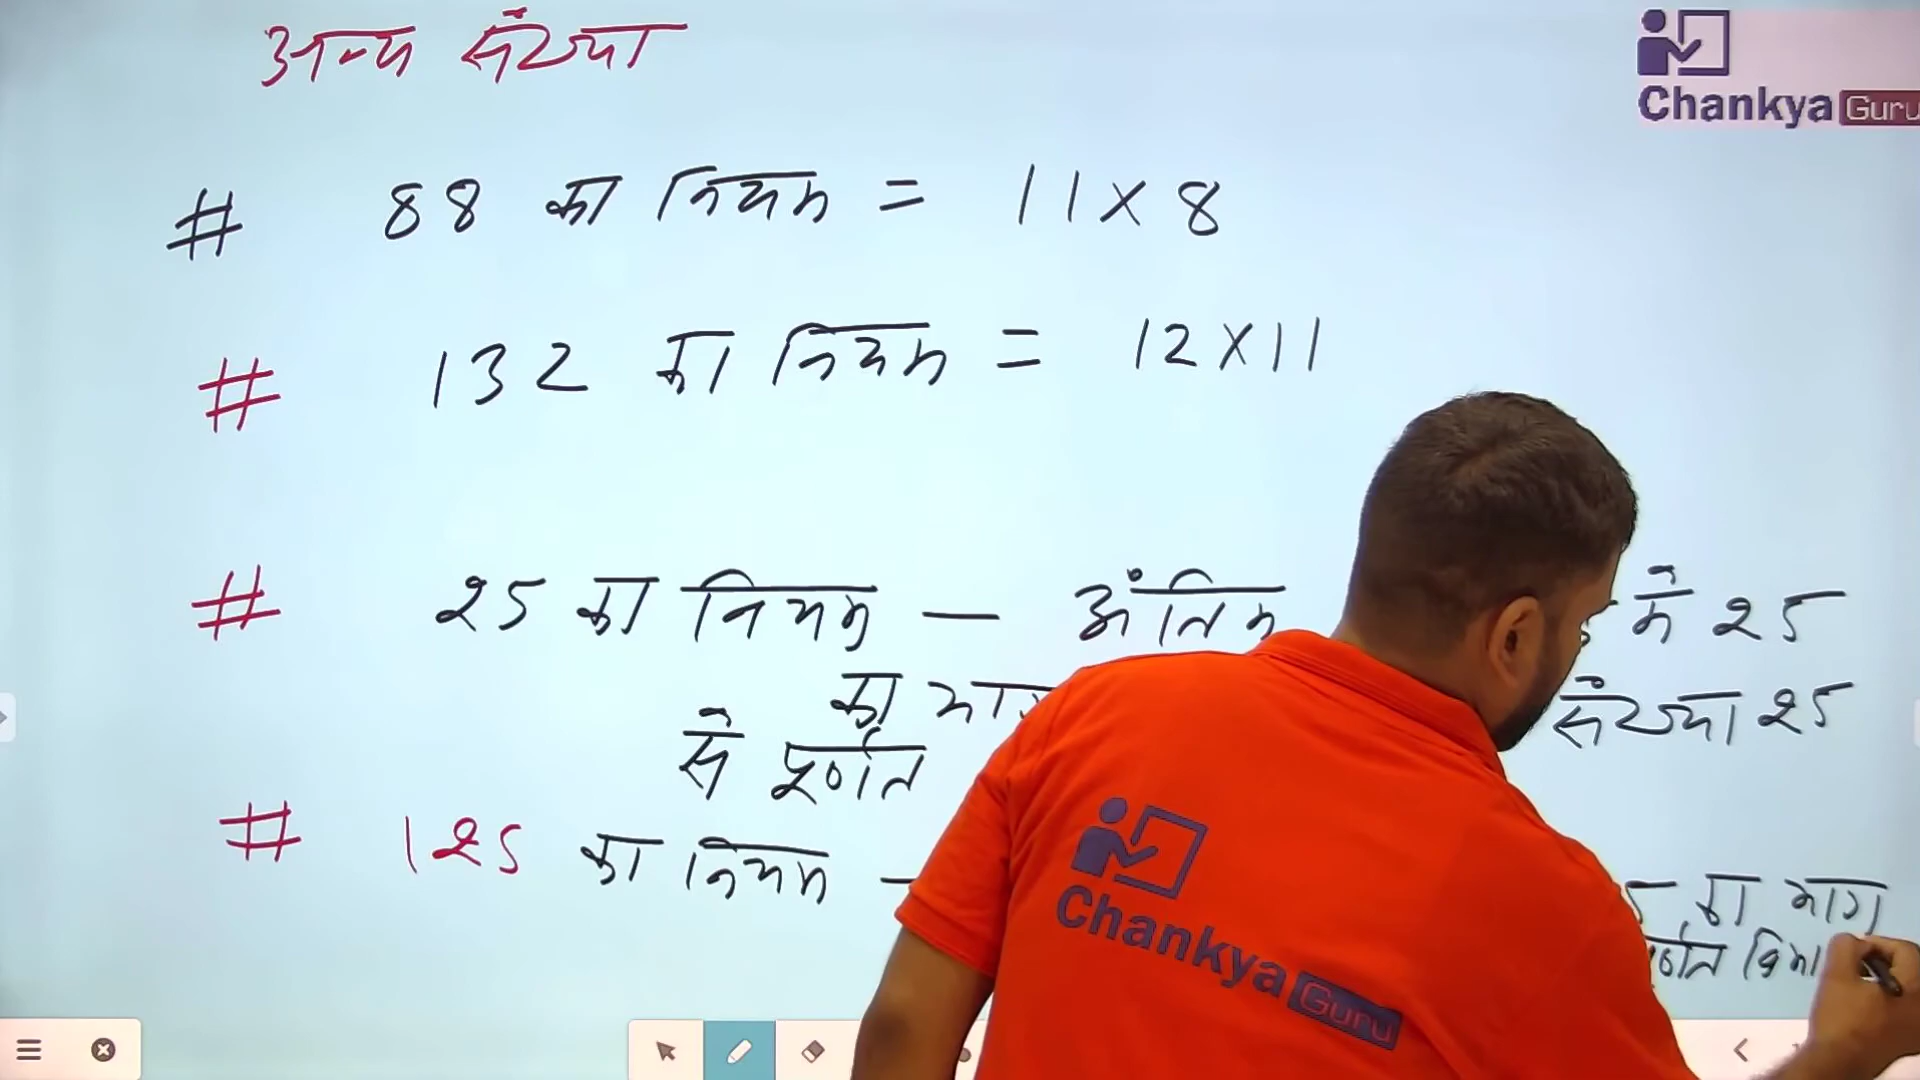 अन्य संख्या
Chankya Guru
# 88 का नियम = 11 × 8
# 132 का नियम = 12 × 11
# 25 का नियम — अंतिम में 25
का भाग संख्या 25
से पूर्णत
# 125 का नियम — का भाग
विभा
Chankya
Guru